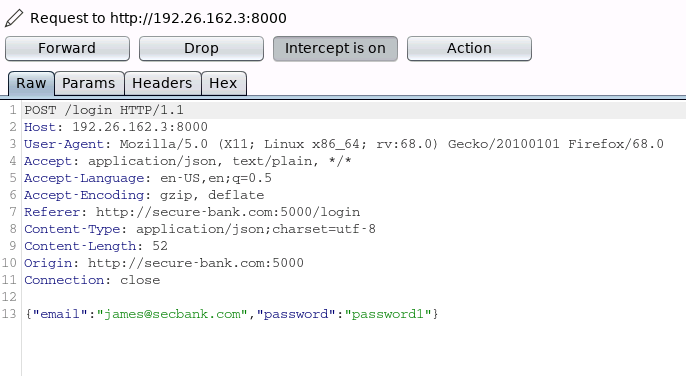 Request to http://192.26.162.3:8000
Forward Drop Intercept is on Action
Raw Params Headers Hex
1 POST /login HTTP/1.1
2 Host: 192.26.162.3:8000
3 User-Agent: Mozilla/5.0 (X11; Linux x86_64; rv:68.0) Gecko/20100101 Firefox/68.0
4 Accept: application/json, text/plain, */*
5 Accept-Language: en-US,en;q=0.5
6 Accept-Encoding: gzip, deflate
7 Referer: http://secure-bank.com:5000/login
8 Content-Type: application/json;charset=utf-8
9 Content-Length: 52
10 Origin: http://secure-bank.com:5000
11 Connection: close
12
13 {"email":"james@secbank.com","password":"password1"}